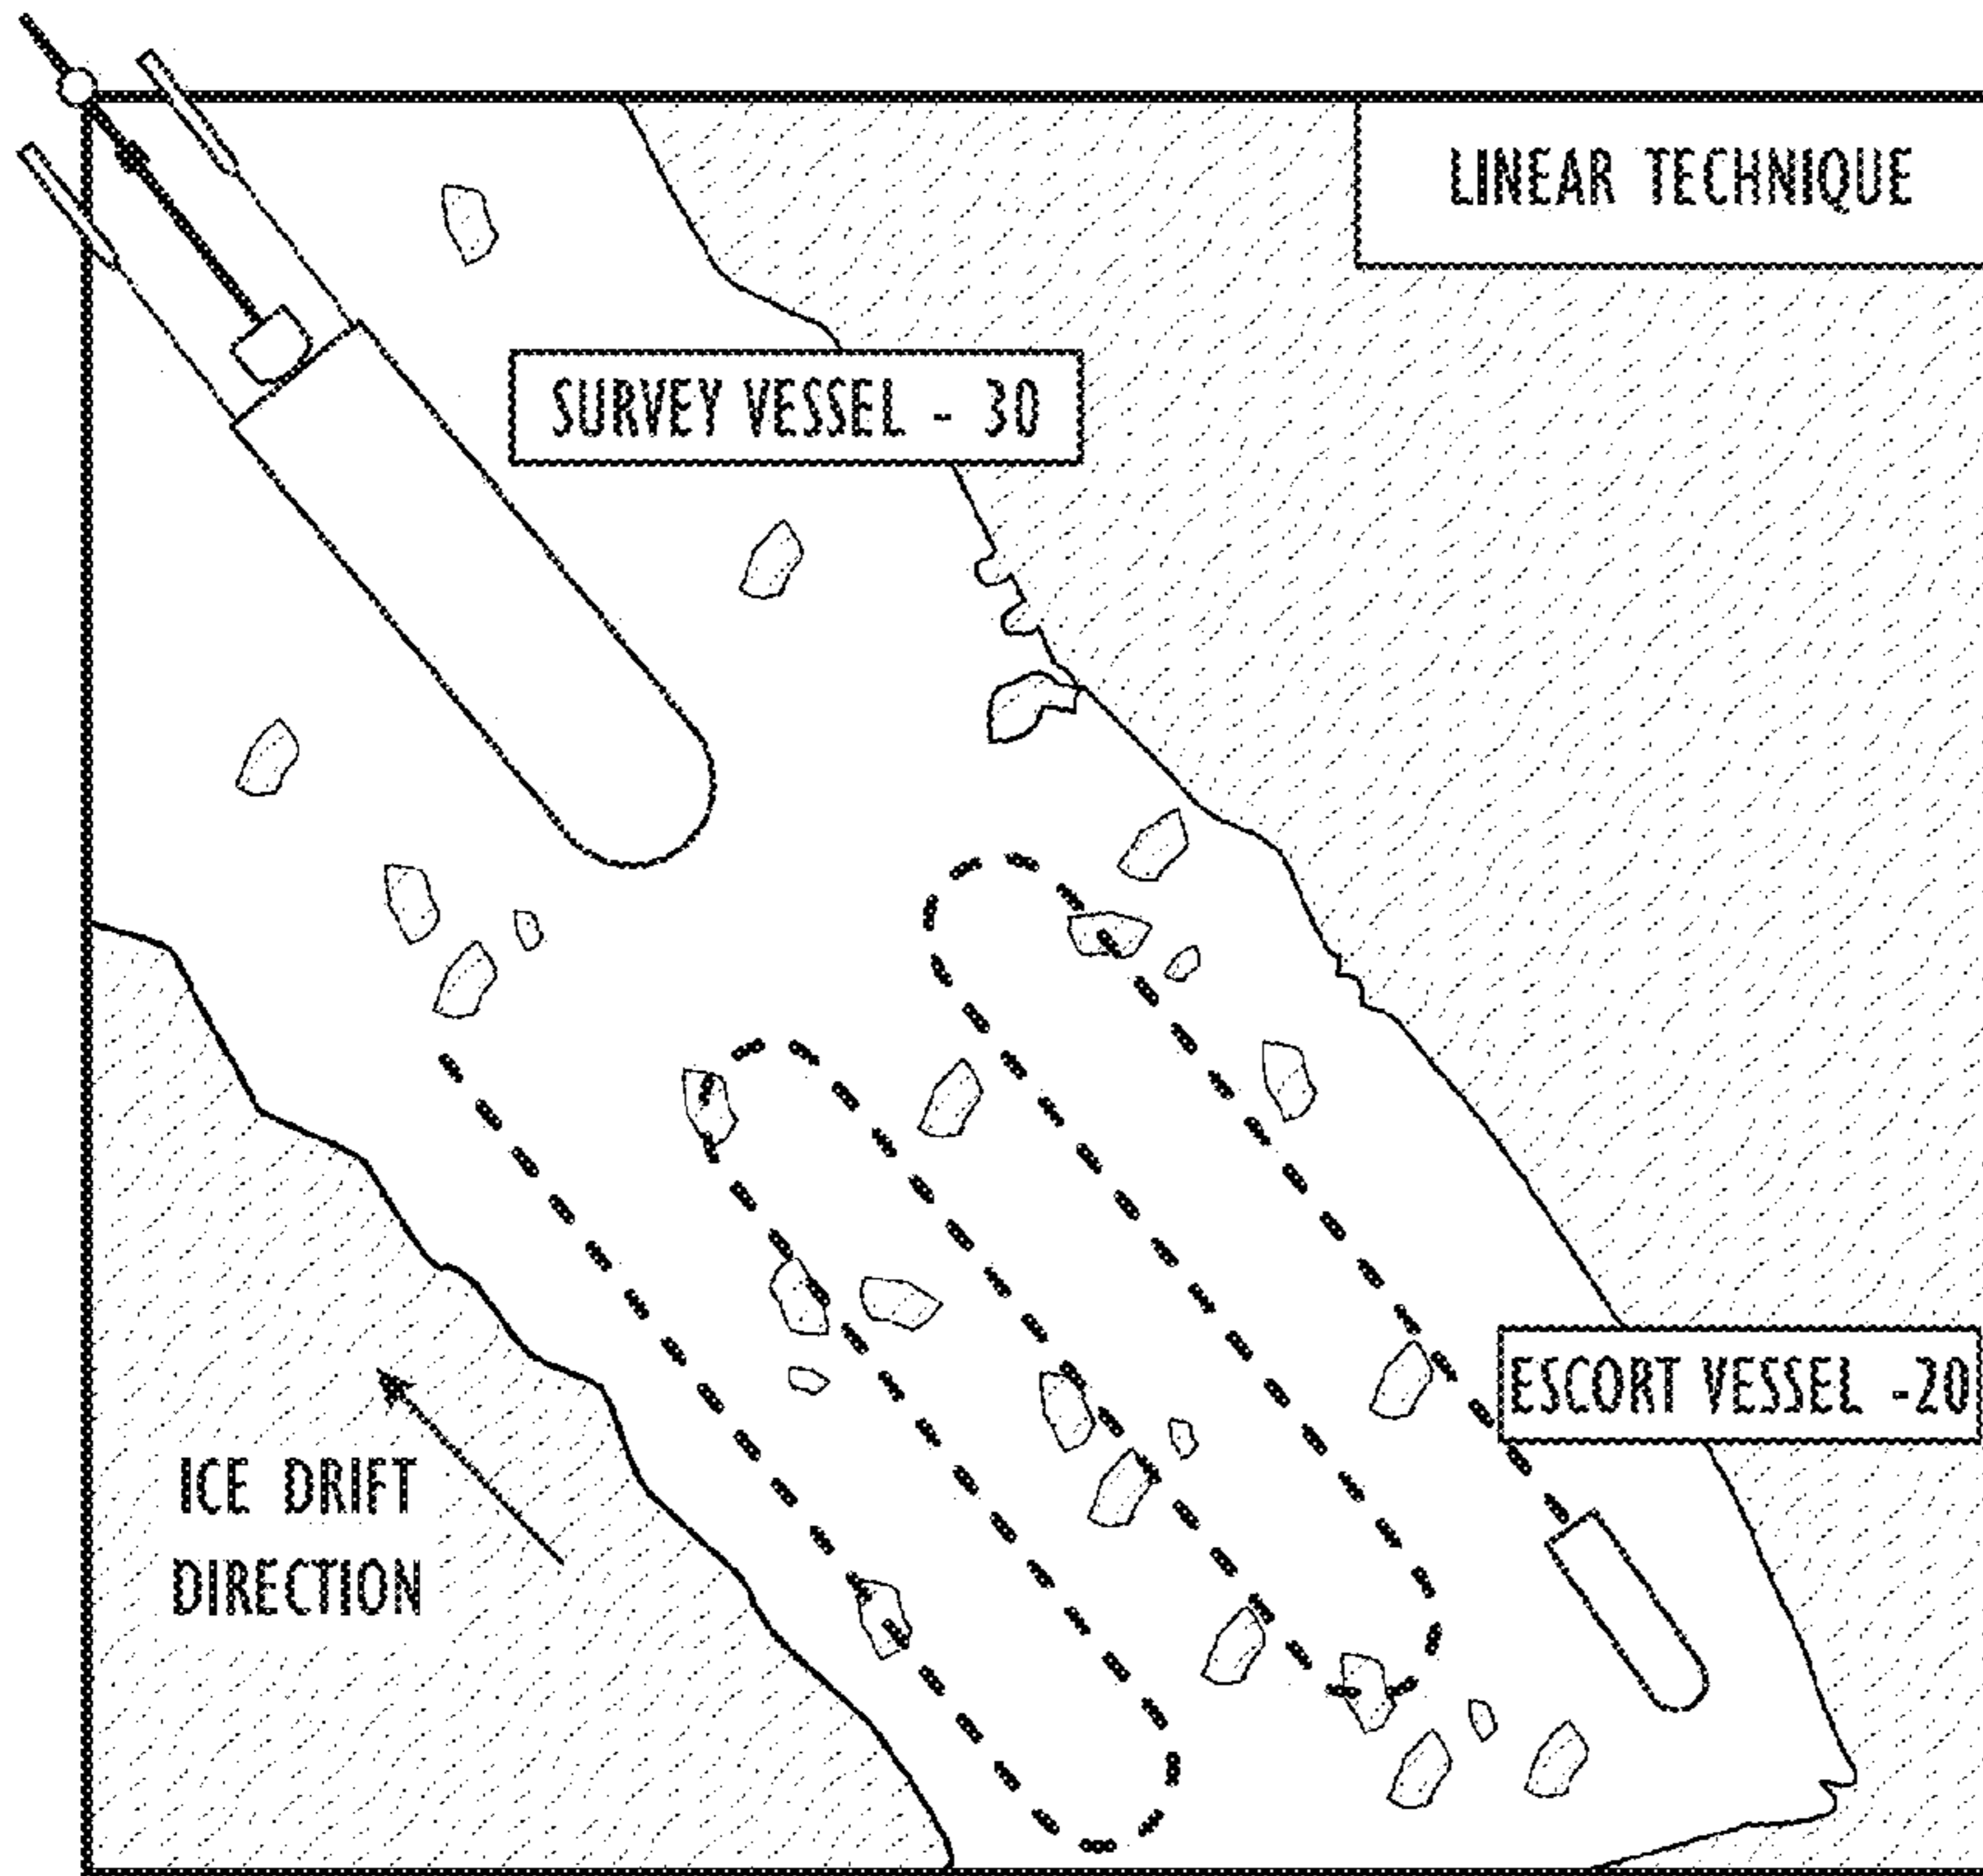 LINEAR TECHNIQUE
SURVEY VESSEL - 30
ESCORT VESSEL -20
ICE DRIFT
DIRECTION